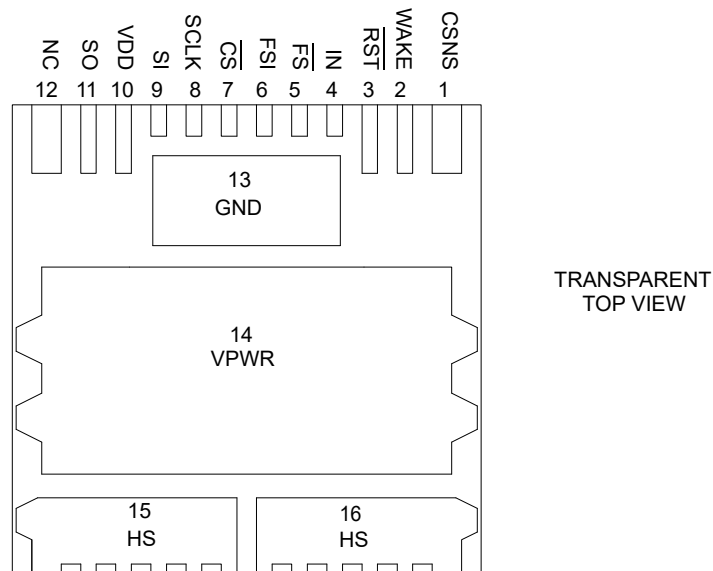 NC SO VDD SI SCLK CS FSI FS IN RST WAKE CSNS
12 11 10 9 8 7 6 5 4 3 2 1
13
GND
TRANSPARENT
TOP VIEW
14
VPWR
15 16
HS HS